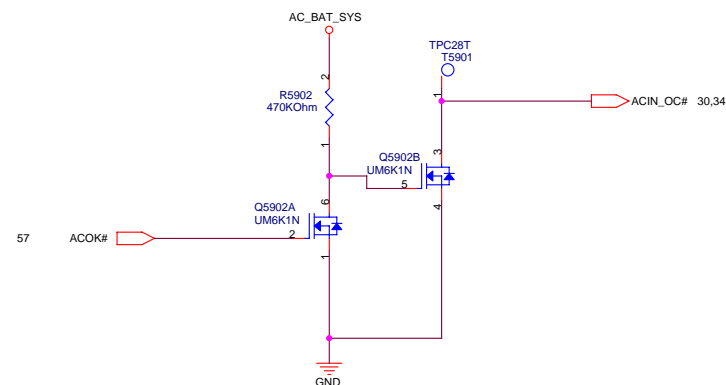 AC_BAT_SYS
TPC28T
T5901
2
R5902
470KOhm
1
1
ACIN_OC# 30,34
3
Q5902B
UM6K1N
5
4
6
Q5902A
UM6K1N
57 ACOK#
2
1
GND